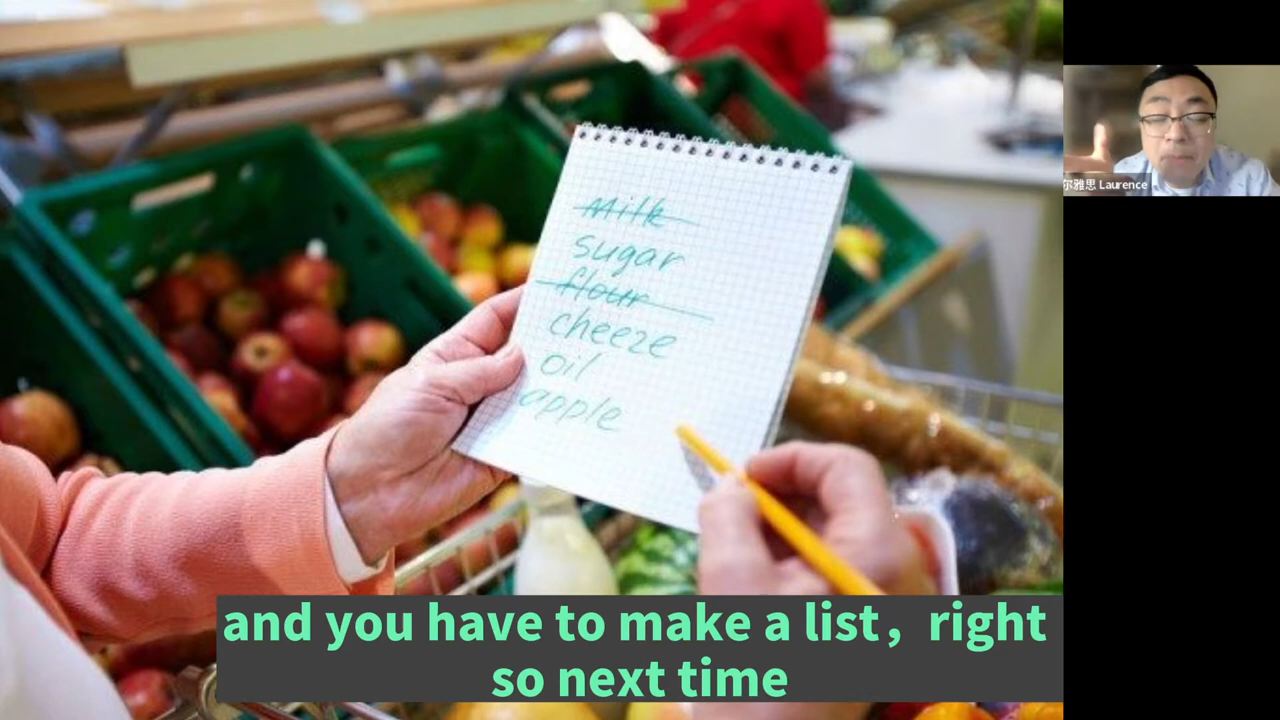 Milk
sugar
flour
cheeze
oil
apple
尔雅思 Laurence
and you have to make a list，right
so next time